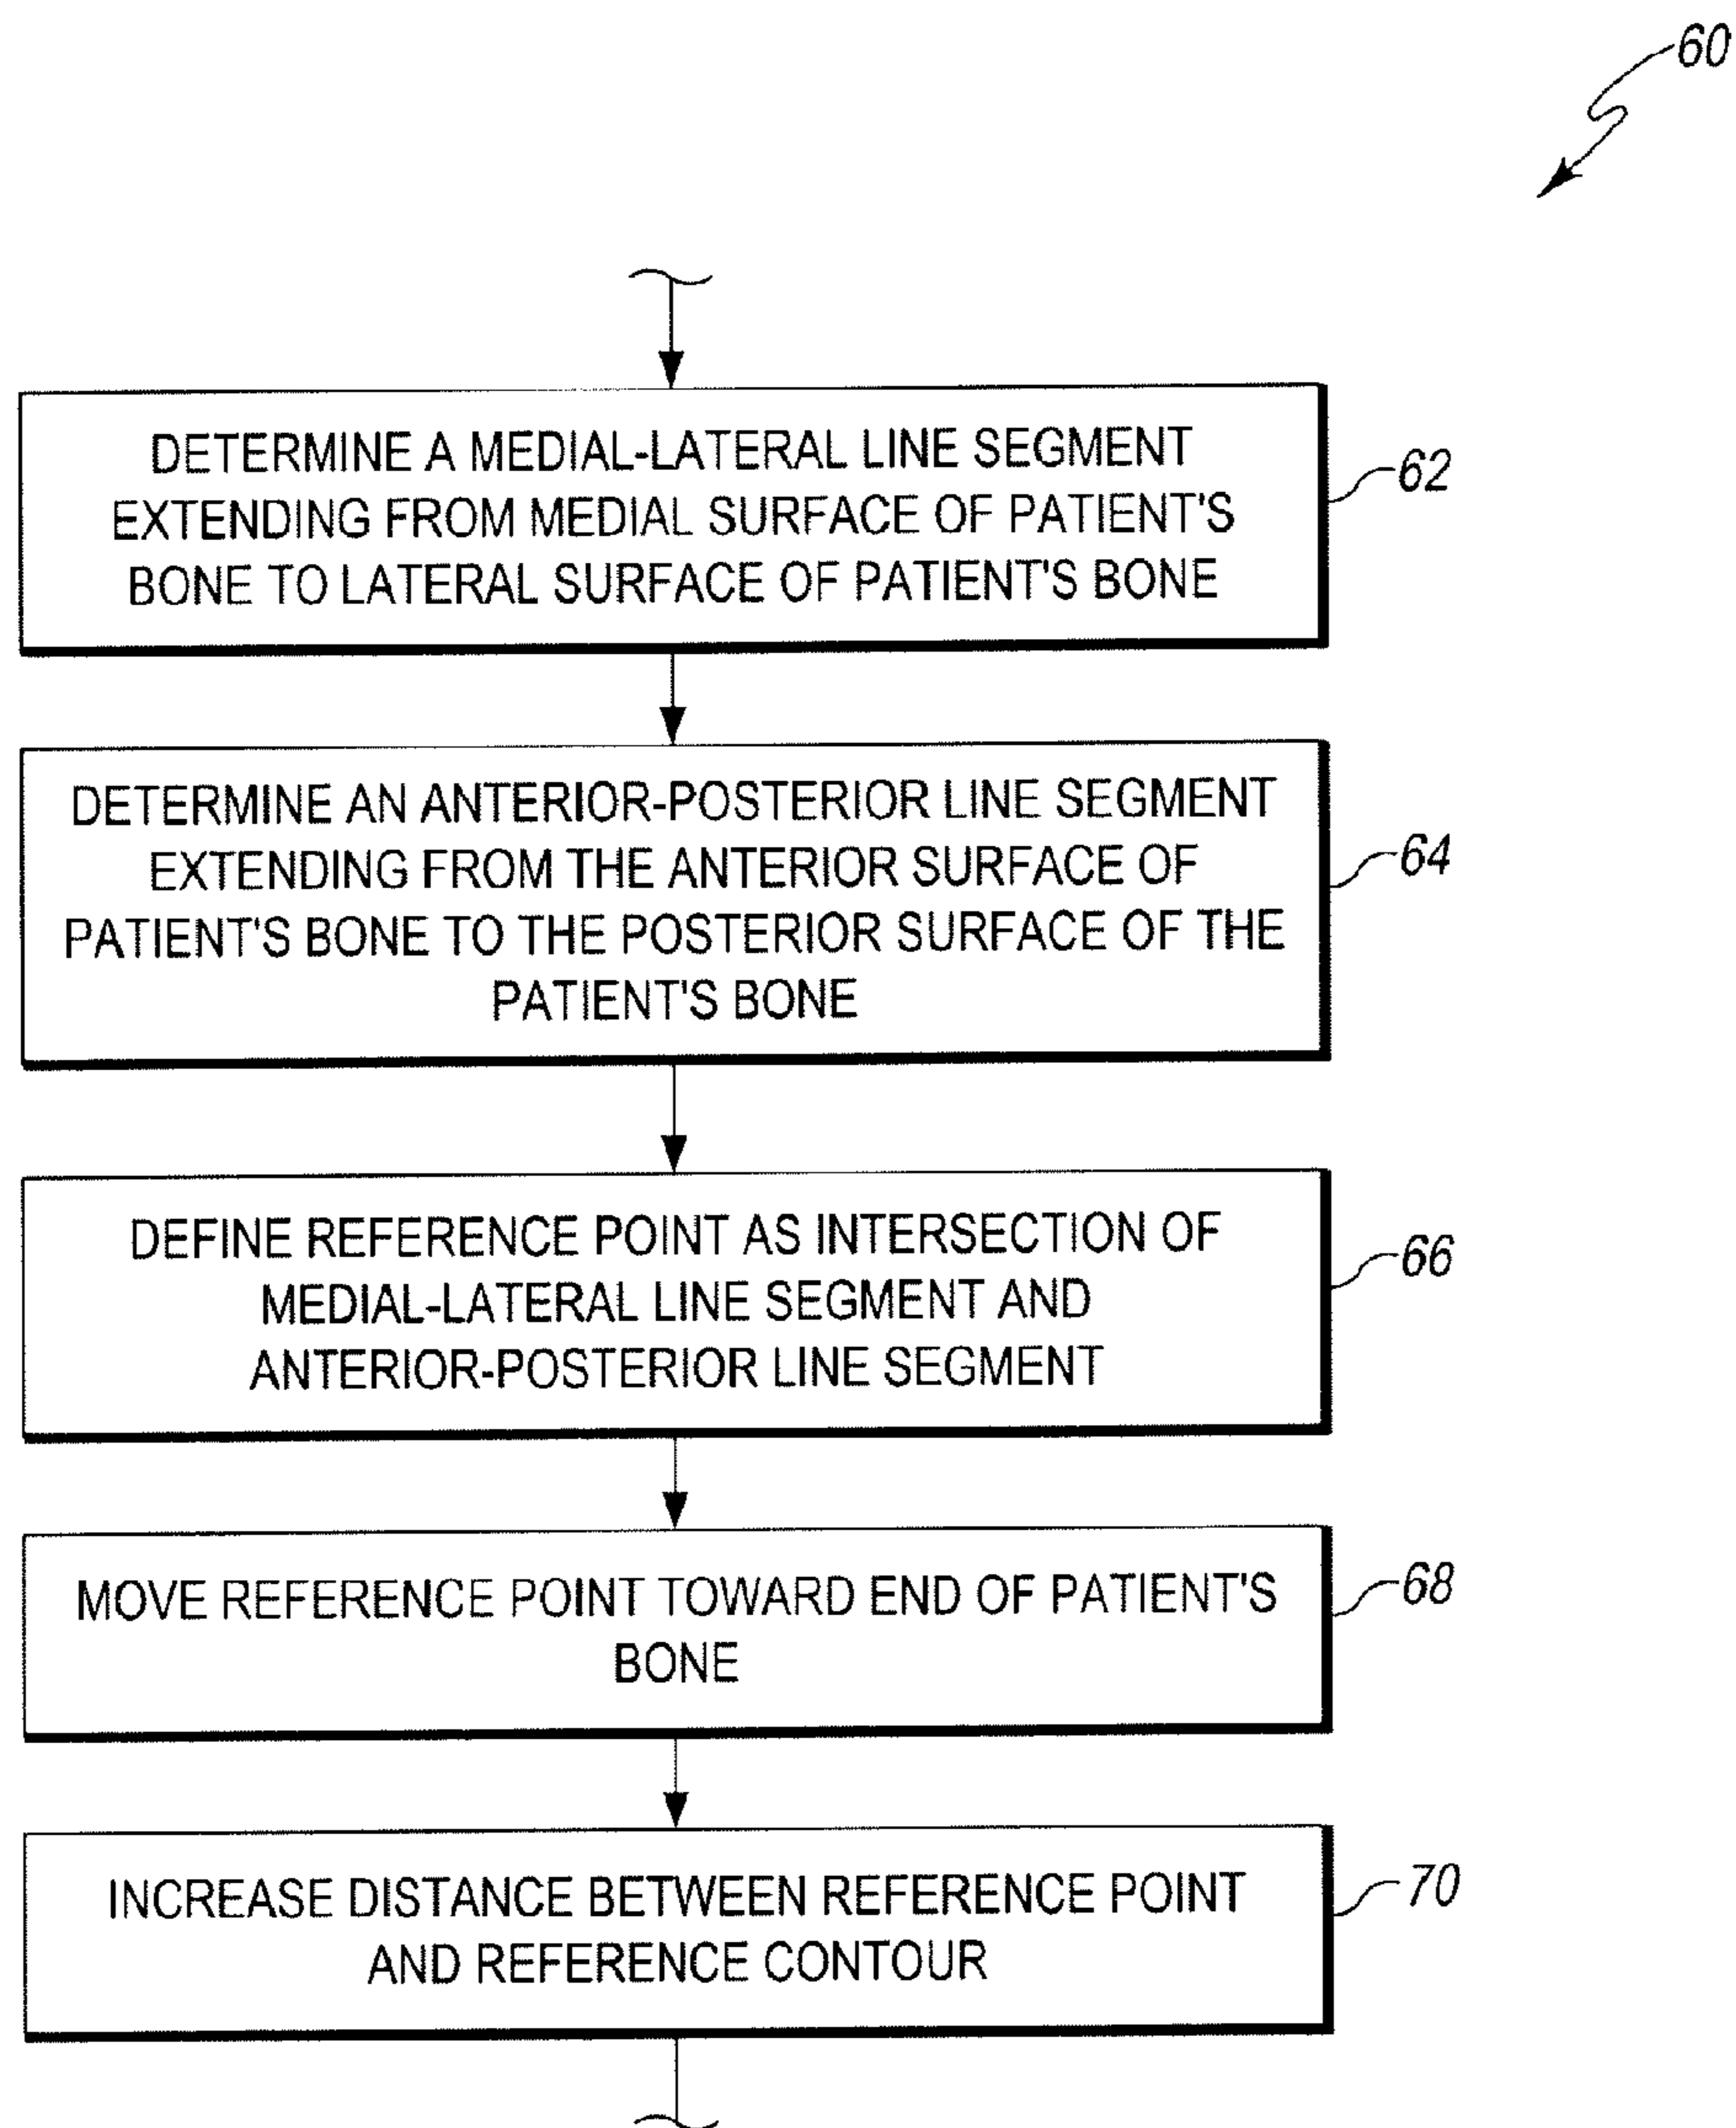 60
DETERMINE A MEDIAL-LATERAL LINE SEGMENT
EXTENDING FROM MEDIAL SURFACE OF PATIENT'S
BONE TO LATERAL SURFACE OF PATIENT'S BONE
62
DETERMINE AN ANTERIOR-POSTERIOR LINE SEGMENT
EXTENDING FROM THE ANTERIOR SURFACE OF
PATIENT'S BONE TO THE POSTERIOR SURFACE OF THE
PATIENT'S BONE
64
DEFINE REFERENCE POINT AS INTERSECTION OF
MEDIAL-LATERAL LINE SEGMENT AND
ANTERIOR-POSTERIOR LINE SEGMENT
66
MOVE REFERENCE POINT TOWARD END OF PATIENT'S
BONE
68
INCREASE DISTANCE BETWEEN REFERENCE POINT
AND REFERENCE CONTOUR
70